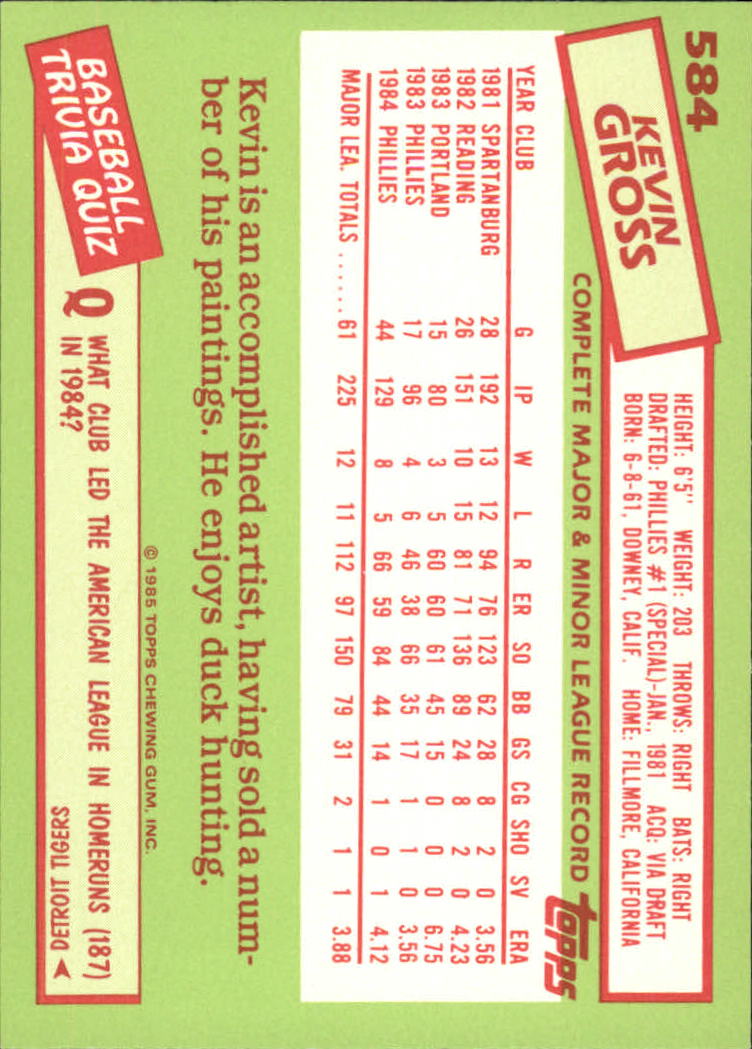 584
KEVIN
GROSS
HEIGHT: 6'5" WEIGHT: 203 THROWS: RIGHT BATS: RIGHT
DRAFTED: PHILLIES #1 (SPECIAL)-JAN., 1981 ACQ: VIA DRAFT
BORN: 6-8-61, DOWNEY, CALIF. HOME: FILLMORE, CALIFORNIA
COMPLETE MAJOR & MINOR LEAGUE RECORD topps
YEAR CLUB G IP W L R ER SO BB GS CG SHO SV ERA
1981 SPARTANBURG 28 192 13 12 94 76 123 62 28 8 2 0 3.56
1982 READING 26 151 10 15 81 71 136 89 24 8 2 0 4.23
1983 PORTLAND 15 80 3 5 60 60 61 45 15 0 0 0 6.75
1983 PHILLIES 17 96 4 6 46 38 66 35 17 1 1 0 3.56
1984 PHILLIES 44 129 8 5 66 59 84 44 14 1 0 1 4.12
MAJOR LEA. TOTALS ...... 61 225 12 11 112 97 150 79 31 2 1 1 3.88
Kevin is an accomplished artist, having sold a num-
ber of his paintings. He enjoys duck hunting.
© 1985 TOPPS CHEWING GUM, INC.
BASEBALL
TRIVIA QUIZ
Q WHAT CLUB LED THE AMERICAN LEAGUE IN HOMERUNS (187)
IN 1984?
DETROIT TIGERS